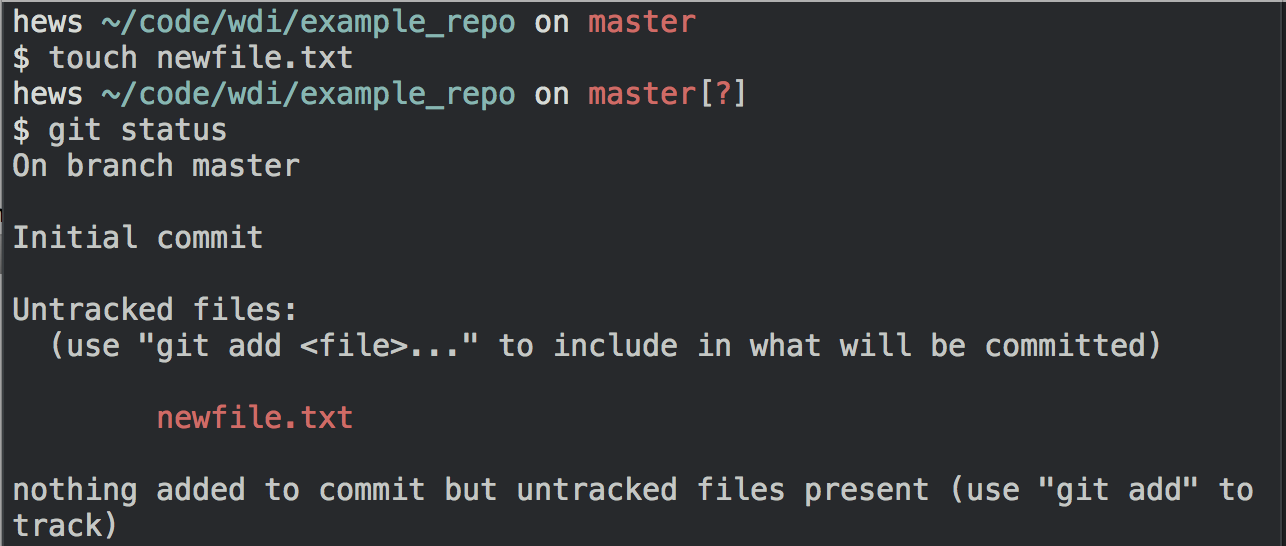 hews ~/code/wdi/example_repo on master
$ touch newfile.txt
hews ~/code/wdi/example_repo on master[?]
$ git status
On branch master
Initial commit
Untracked files:
(use "git add <file>..." to include in what will be committed)
newfile.txt
nothing added to commit but untracked files present (use "git add" to
track)